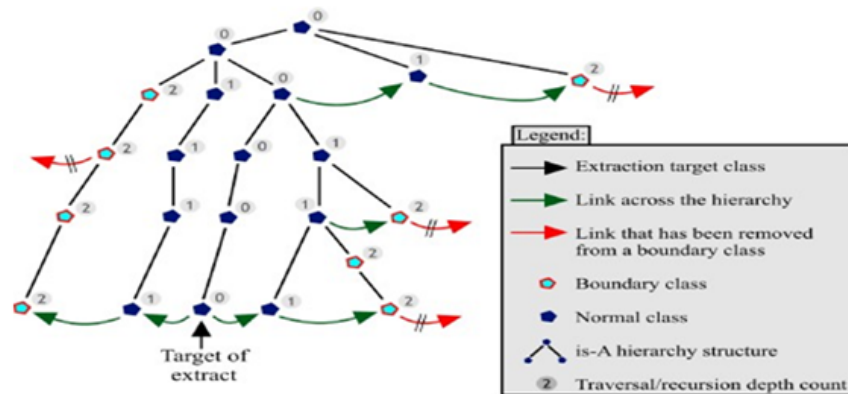 0
0
2
1
0
1
2
2
1
0
1
2
1
0
1
2
2
2
1
0
1
2
Target of
extract
Legend:
Extraction target class
Link across the hierarchy
Link that has been removed
from a boundary class
Boundary class
Normal class
is-A hierarchy structure
2 Traversal/recursion depth count